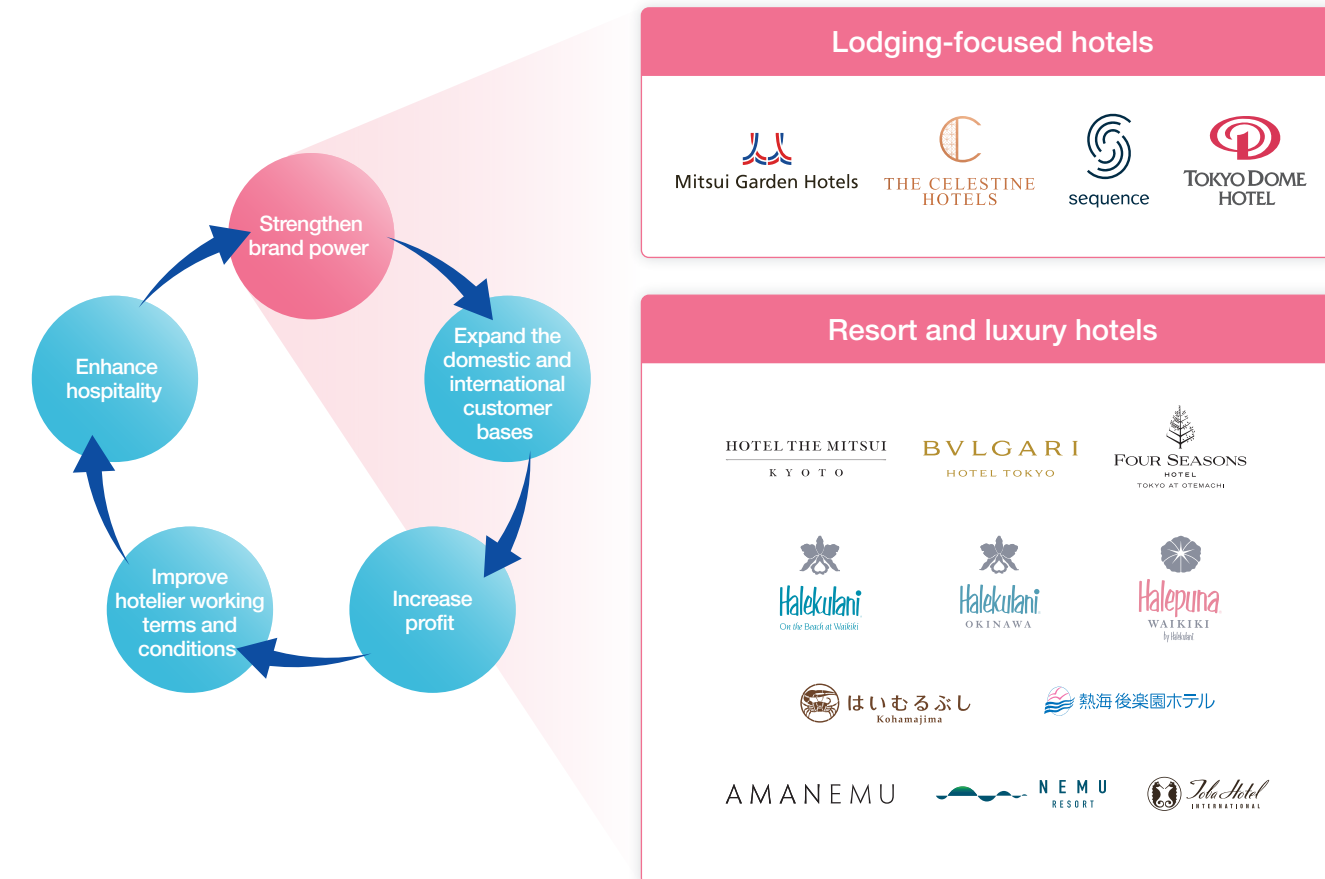 Strengthen
brand power
Expand the
domestic and
international
customer
bases
Increase
profit
Improve
hotelier working
terms and
conditions
Enhance
hospitality
Lodging-focused hotels
Mitsui Garden Hotels
THE CELESTINE
HOTELS
sequence
TOKYO DOME
HOTEL
Resort and luxury hotels
HOTEL THE MITSUI
KYOTO
BVLGARI
HOTEL TOKYO
FOUR SEASONS
HOTEL
TOKYO AT OTEMACHI
Halekulani
On the Beach at Waikiki
Halekulani
OKINAWA
Halepuna
WAIKIKI
by Halekulani
はいむるぶし
Kohamajima
熱海後楽園ホテル
AMANEMU
NEMU
RESORT
Toba Hotel
INTERNATIONAL